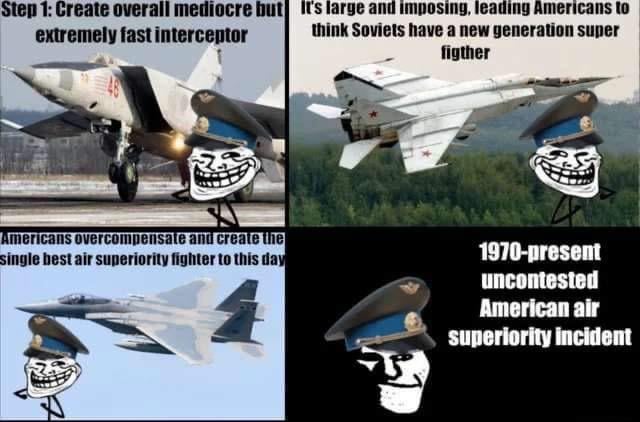 Step 1: Create overall mediocre but
extremely fast interceptor
It's large and imposing, leading Americans to
think Soviets have a new generation super
figther
48
Americans overcompensate and create the
single best air superiority fighter to this day
1970-present
uncontested
American air
superiority incident